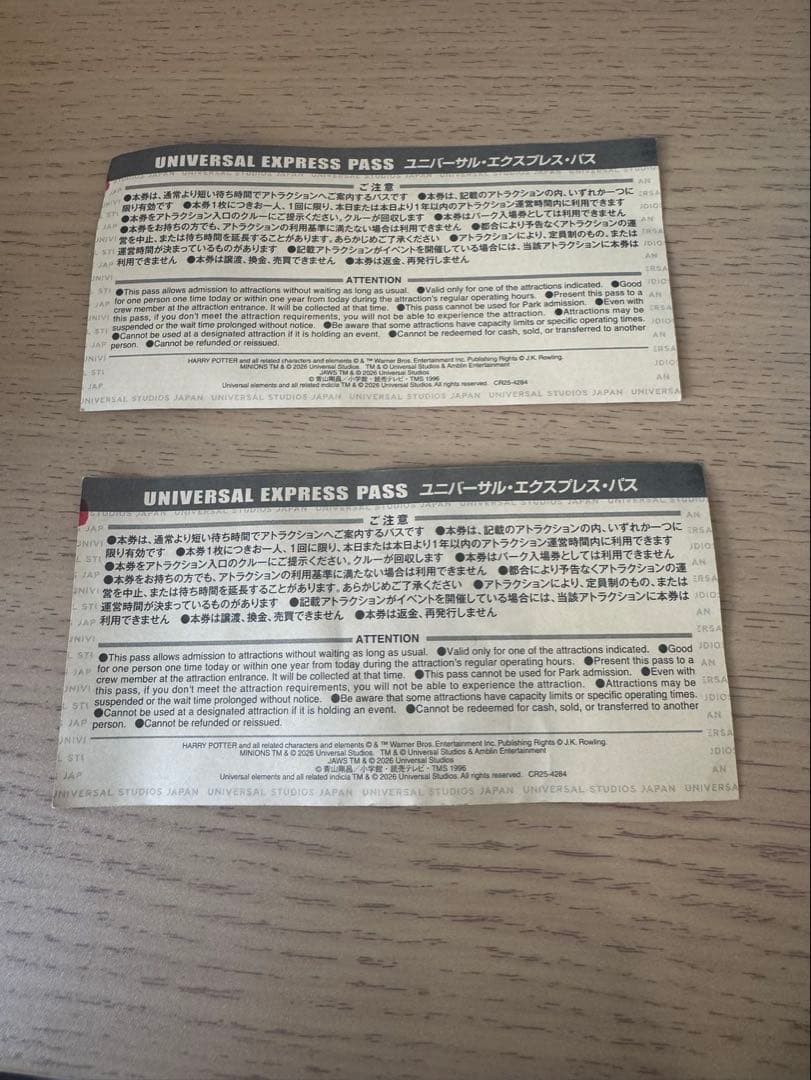 UNIVERSAL EXPRESS PASS ユニバーサル・エクスプレス・パス
ご注意
●本券は、通常より短い待ち時間でアトラクションへご案内するパスです ●本券は、記載のアトラクションの内、いずれか一つに
限り有効です ●本券1枚につきお一人、1回に限り、本日または本日より1年以内のアトラクション運営時間内に利用できます
●本券をアトラクション入口のクルーにご提示ください。クルーが回収します ●本券はパーク入場券としては利用できません
●本券をお持ちの方でも、アトラクションの利用基準に満たない場合は利用できません ●都合により予告なくアトラクションの運
営を中止、または待ち時間を延長することがあります。あらかじめご了承ください ●アトラクションにより、定員制のもの、または
運営時間が決まっているものがあります ●記載アトラクションがイベントを開催している場合には、当該アトラクションに本券は
利用できません ●本券は譲渡、換金、売買できません ●本券は返金、再発行しません
ATTENTION
●This pass allows admission to attractions without waiting as long as usual. ●Valid only for one of the attractions indicated. ●Good
for one person one time today or within one year from today during the attraction's regular operating hours. ●Present this pass to a
crew member at the attraction entrance. It will be collected at that time. ●This pass cannot be used for Park admission. ●Even with
this pass, if you don't meet the attraction requirements, you will not be able to experience the attraction. ●Attractions may be
suspended or the wait time prolonged without notice. ●Be aware that some attractions have capacity limits or specific operating times.
●Cannot be used at a designated attraction if it is holding an event. ●Cannot be redeemed for cash, sold, or transferred to another
person. ●Cannot be refunded or reissued.
HARRY POTTER and all related characters and elements © & ™ Warner Bros. Entertainment Inc. Publishing Rights © J.K. Rowling.
MINIONS TM & © 2026 Universal Studios. TM & © Universal Studios & Amblin Entertainment
JAWS TM & © 2026 Universal Studios
© 青山剛昌/小学館・読売テレビ・TMS 1996
Universal elements and all related indicia TM & © 2026 Universal Studios. All rights reserved. CR25-4284
UNIVERSAL STUDIOS JAPAN UNIVERSAL STUDIOS JAPAN UNIVERSAL STUDIOS JAPAN UNIVERS
UNIVERSAL EXPRESS PASS ユニバーサル・エクスプレス・パス
ご注意
●本券は、通常より短い待ち時間でアトラクションへご案内するパスです ●本券は、記載のアトラクションの内、いずれか一つに
限り有効です ●本券1枚につきお一人、1回に限り、本日または本日より1年以内のアトラクション運営時間内に利用できます
●本券をアトラクション入口のクルーにご提示ください。クルーが回収します ●本券はパーク入場券としては利用できません
●本券をお持ちの方でも、アトラクションの利用基準に満たない場合は利用できません ●都合により予告なくアトラクションの運
営を中止、または待ち時間を延長することがあります。あらかじめご了承ください ●アトラクションにより、定員制のもの、または
運営時間が決まっているものがあります ●記載アトラクションがイベントを開催している場合には、当該アトラクションに本券は
利用できません ●本券は譲渡、換金、売買できません ●本券は返金、再発行しません
ATTENTION
●This pass allows admission to attractions without waiting as long as usual. ●Valid only for one of the attractions indicated. ●Good
for one person one time today or within one year from today during the attraction's regular operating hours. ●Present this pass to a
crew member at the attraction entrance. It will be collected at that time. ●This pass cannot be used for Park admission. ●Even with
this pass, if you don't meet the attraction requirements, you will not be able to experience the attraction. ●Attractions may be
suspended or the wait time prolonged without notice. ●Be aware that some attractions have capacity limits or specific operating times.
●Cannot be used at a designated attraction if it is holding an event. ●Cannot be redeemed for cash, sold, or transferred to another
person. ●Cannot be refunded or reissued.
HARRY POTTER and all related characters and elements © & ™ Warner Bros. Entertainment Inc. Publishing Rights © J.K. Rowling.
MINIONS TM & © 2026 Universal Studios. TM & © Universal Studios & Amblin Entertainment
JAWS TM & © 2026 Universal Studios
© 青山剛昌/小学館・読売テレビ・TMS 1996
Universal elements and all related indicia TM & © 2026 Universal Studios. All rights reserved. CR25-4284
UNIVERSAL STUDIOS JAPAN UNIVERSAL STUDIOS JAPAN UNIVERSAL STUDIOS JAPAN UNIVERSA